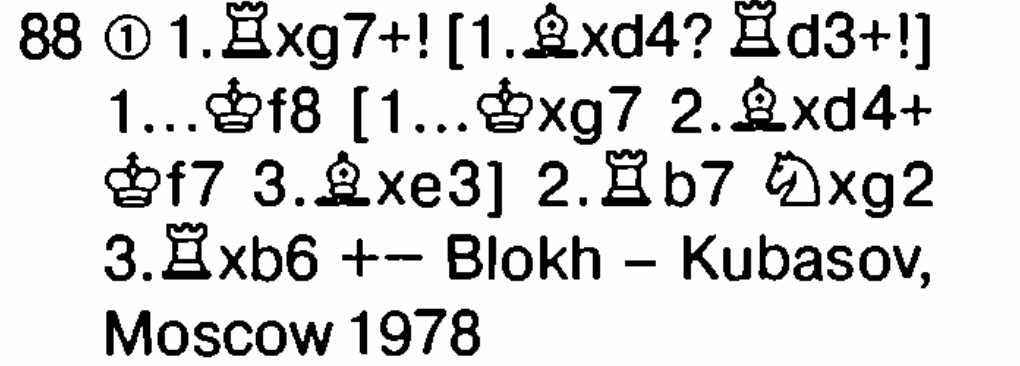 88 ① 1.♖xg7+! [1.♗xd4? ♖d3+!]
1...♔f8 [1...♔xg7 2.♗xd4+
♔f7 3.♗xe3] 2.♖b7 ♘xg2
3.♖xb6 +− Blokh – Kubasov,
Moscow 1978